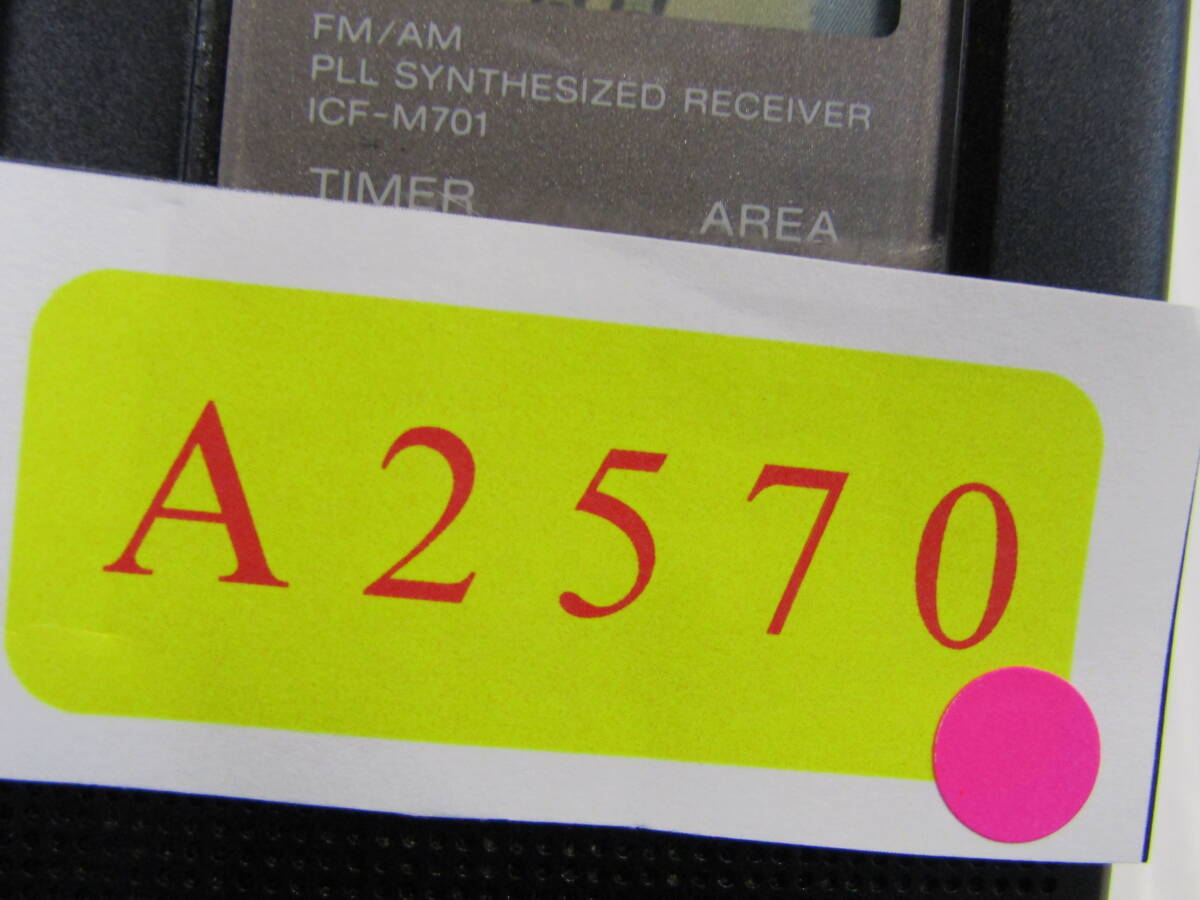 FM/AM
PLL SYNTHESIZED RECEIVER
ICF-M701
TIMER AREA
A2570